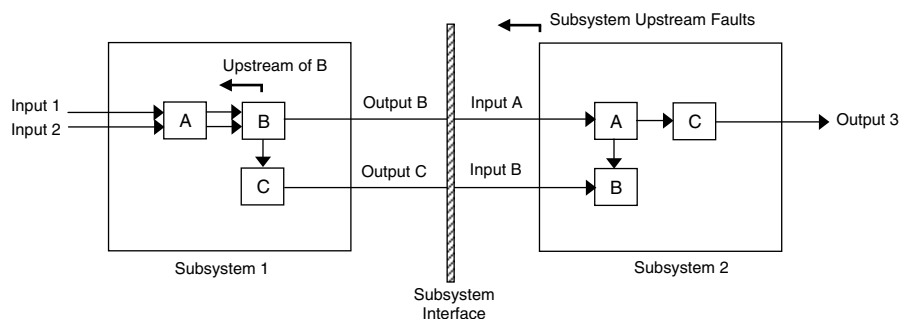 Subsystem Upstream Faults
Upstream of B
Input 1
Input 2
A
B
C
Output B
Output C
Input A
Input B
A
C
B
Output 3
Subsystem 1
Subsystem 2
Subsystem
Interface